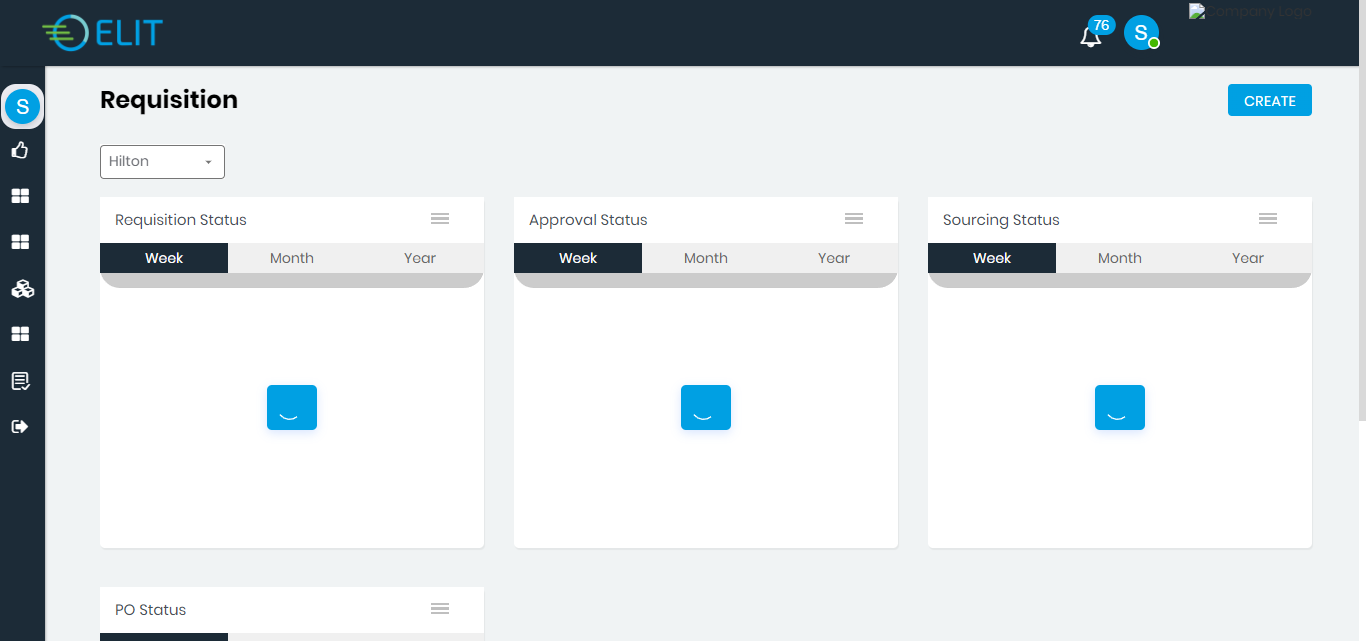 ELIT
76
S
Company Logo
S
Requisition
CREATE
Hilton
Requisition Status
Week Month Year
Approval Status
Week Month Year
Sourcing Status
Week Month Year
PO Status